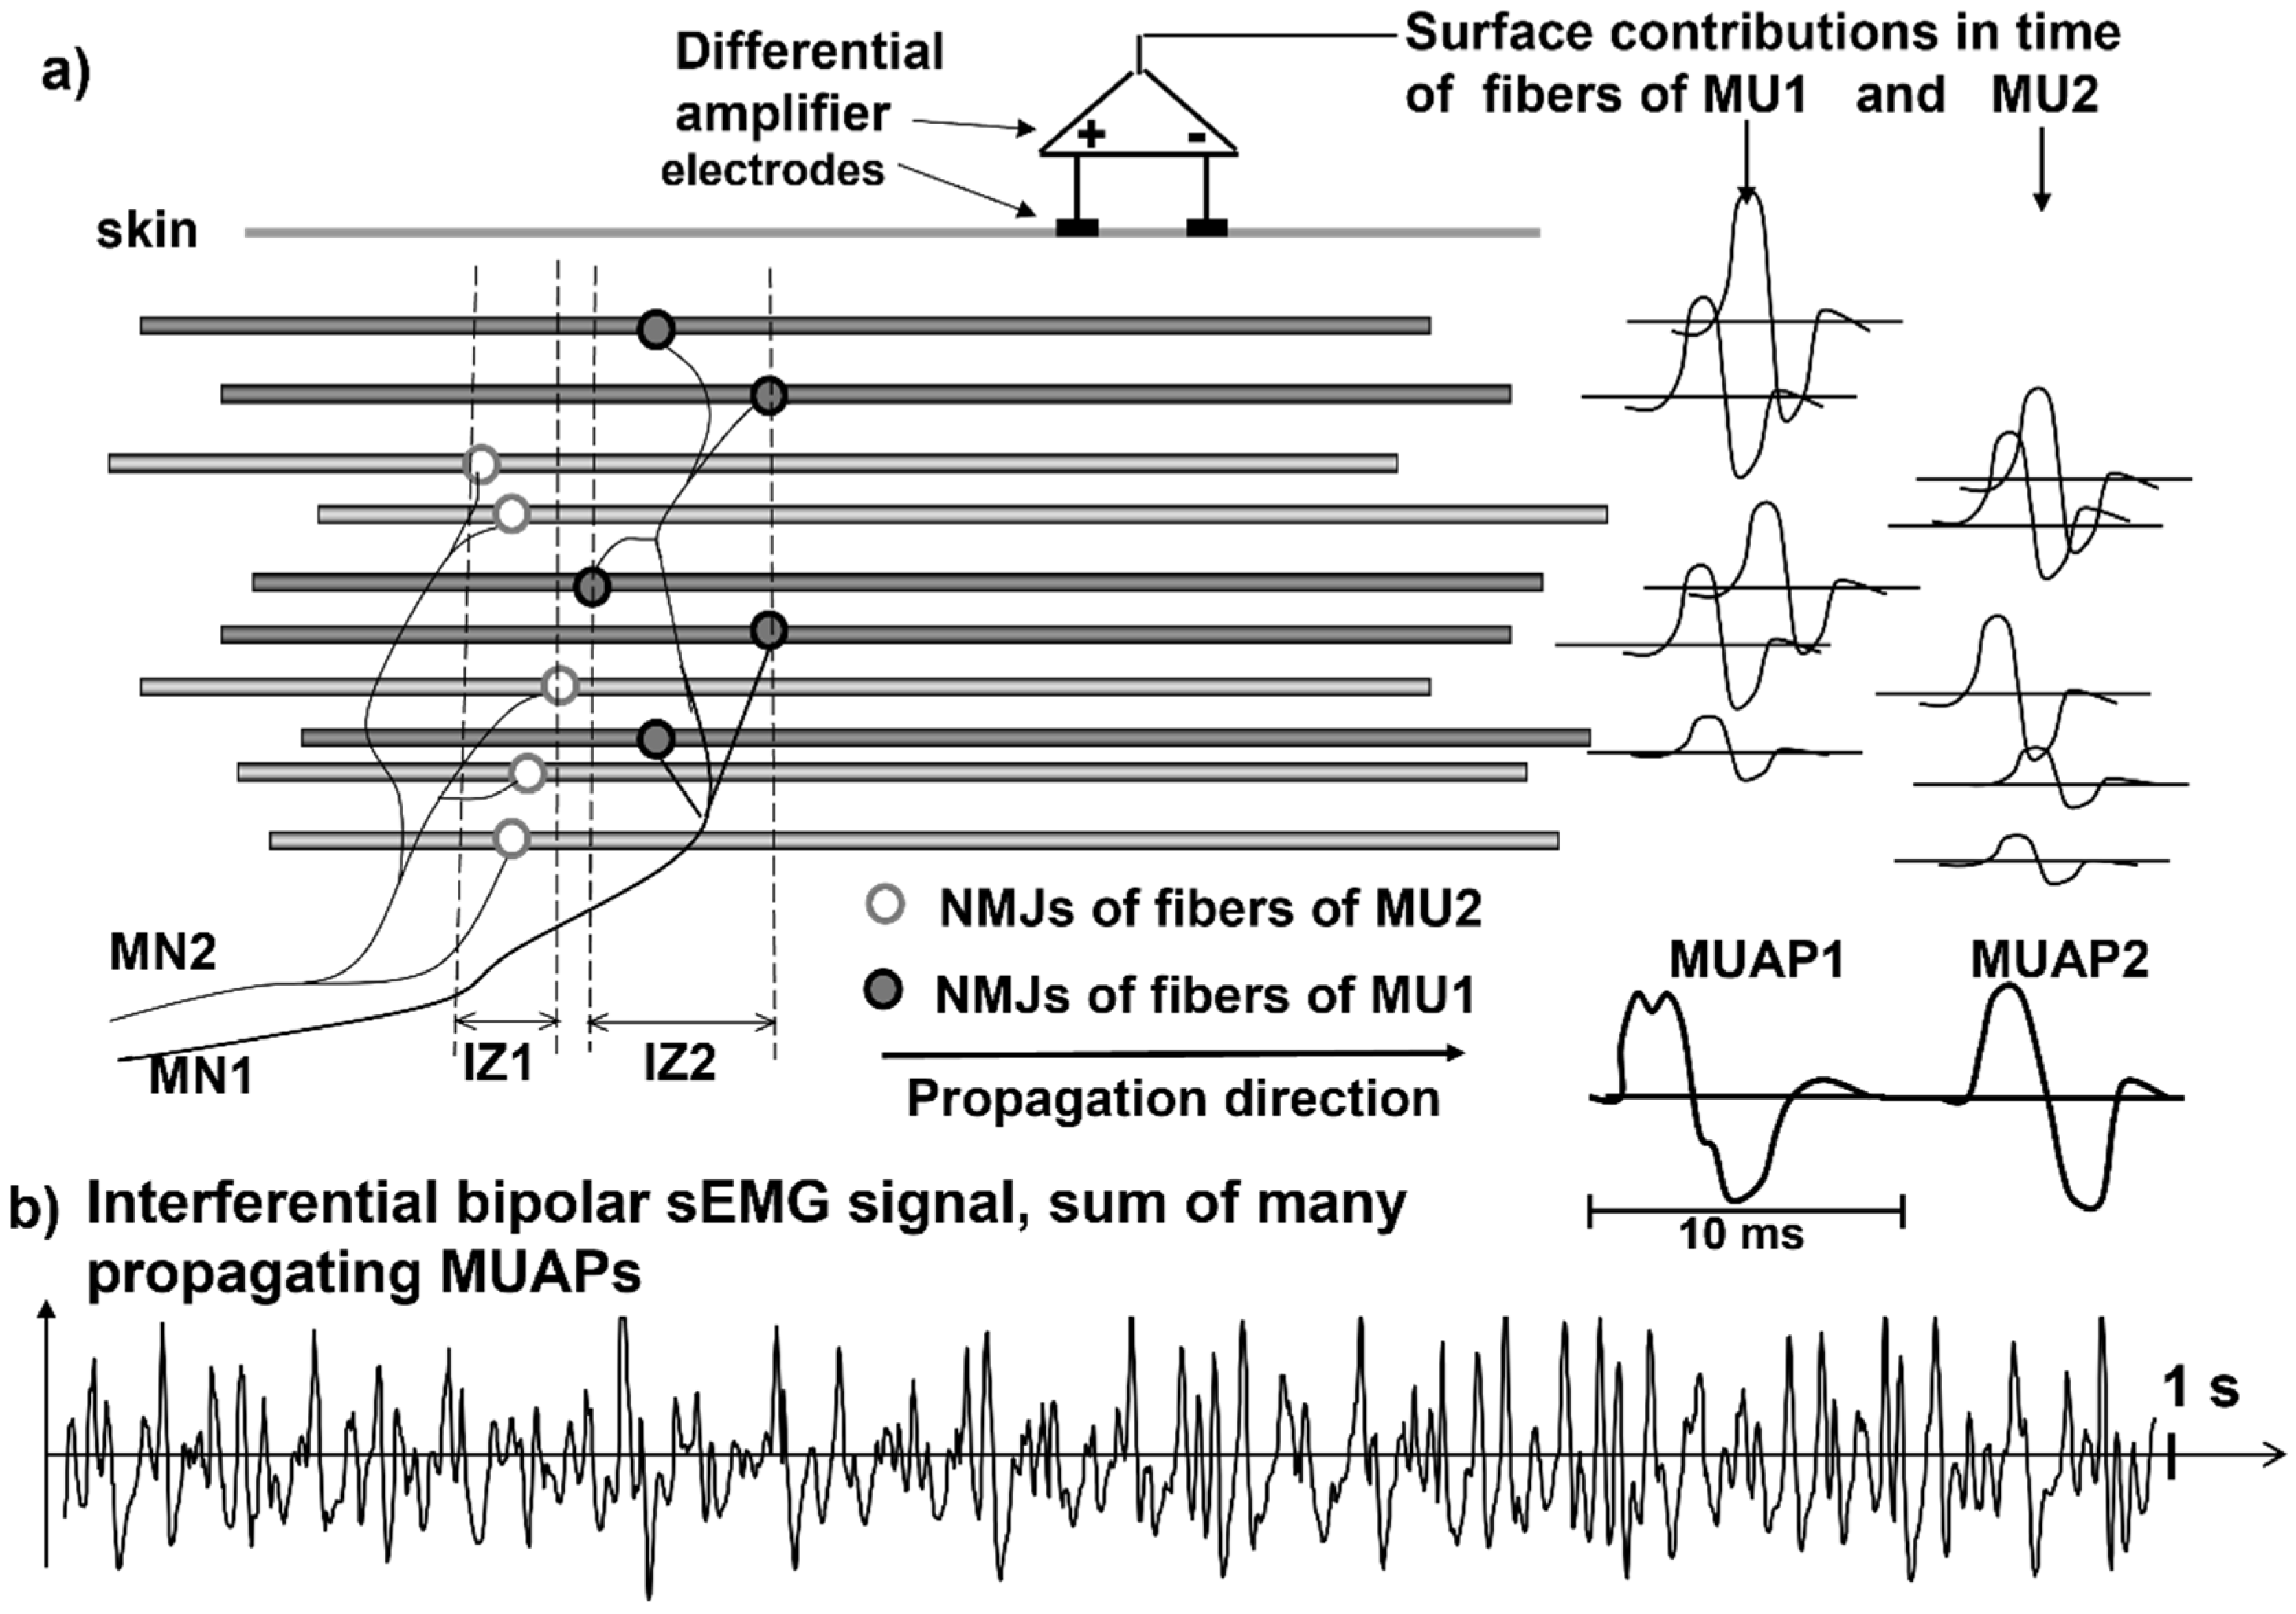 a)
Differential
amplifier
electrodes
Surface contributions in time
of fibers of MU1 and MU2
+ -
skin
NMJs of fibers of MU2
NMJs of fibers of MU1
MN2
MN1
IZ1
IZ2
Propagation direction
MUAP1
MUAP2
10 ms
b) Interferential bipolar sEMG signal, sum of many
propagating MUAPs
1 s